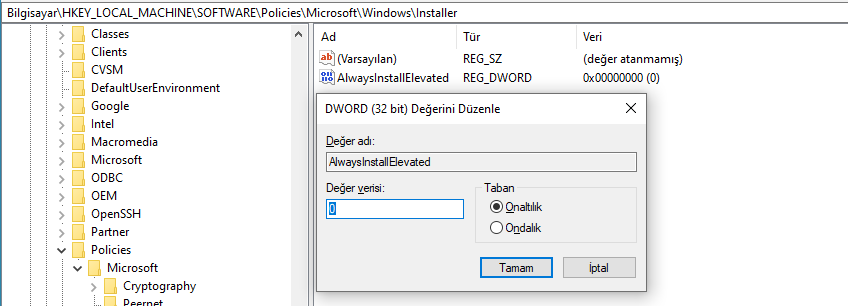 Bilgisayar\HKEY_LOCAL_MACHINE\SOFTWARE\Policies\Microsoft\Windows\Installer
Classes
Clients
CVSM
DefaultUserEnvironment
Google
Intel
Macromedia
Microsoft
ODBC
OEM
OpenSSH
Partner
Policies
Microsoft
Cryptography
Peernet
Ad Tür Veri
(Varsayılan) REG_SZ (değer atanmamış)
AlwaysInstallElevated REG_DWORD 0x00000000 (0)
DWORD (32 bit) Değerini Düzenle
Değer adı:
AlwaysInstallElevated
Değer verisi:
0
Taban
Onaltılık
Ondalık
Tamam İptal